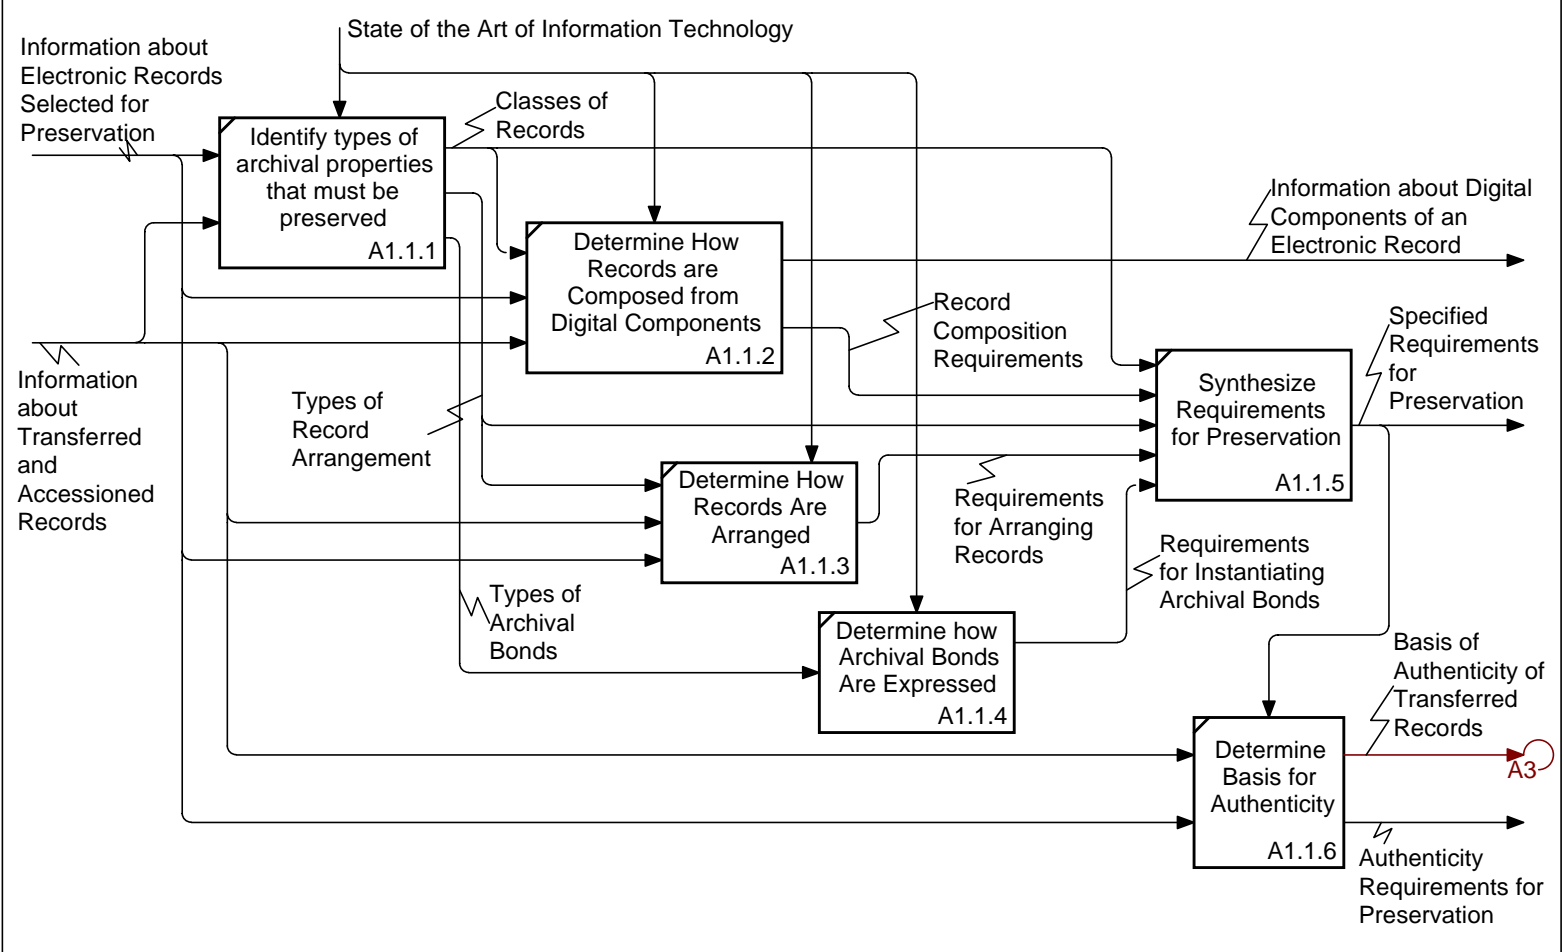 State of the Art of Information Technology
Information about
Electronic Records
Selected for
Preservation
Classes of
Records
Identify types of
archival properties
that must be
preserved
A1.1.1
Information about Digital
Components of an
Electronic Record
Determine How
Records are
Composed from
Digital Components
A1.1.2
Record
Composition
Requirements
Specified
Requirements
for
Preservation
Information
about
Transferred
and
Accessioned
Records
Types of
Record
Arrangement
Synthesize
Requirements
for Preservation
A1.1.5
Determine How
Records Are
Arranged
A1.1.3
Requirements
for Arranging
Records
Requirements
for Instantiating
Archival Bonds
Types of
Archival
Bonds
Determine how
Archival Bonds
Are Expressed
A1.1.4
Basis of
Authenticity of
Transferred
Records
Determine
Basis for
Authenticity
A1.1.6
A3
Authenticity
Requirements for
Preservation